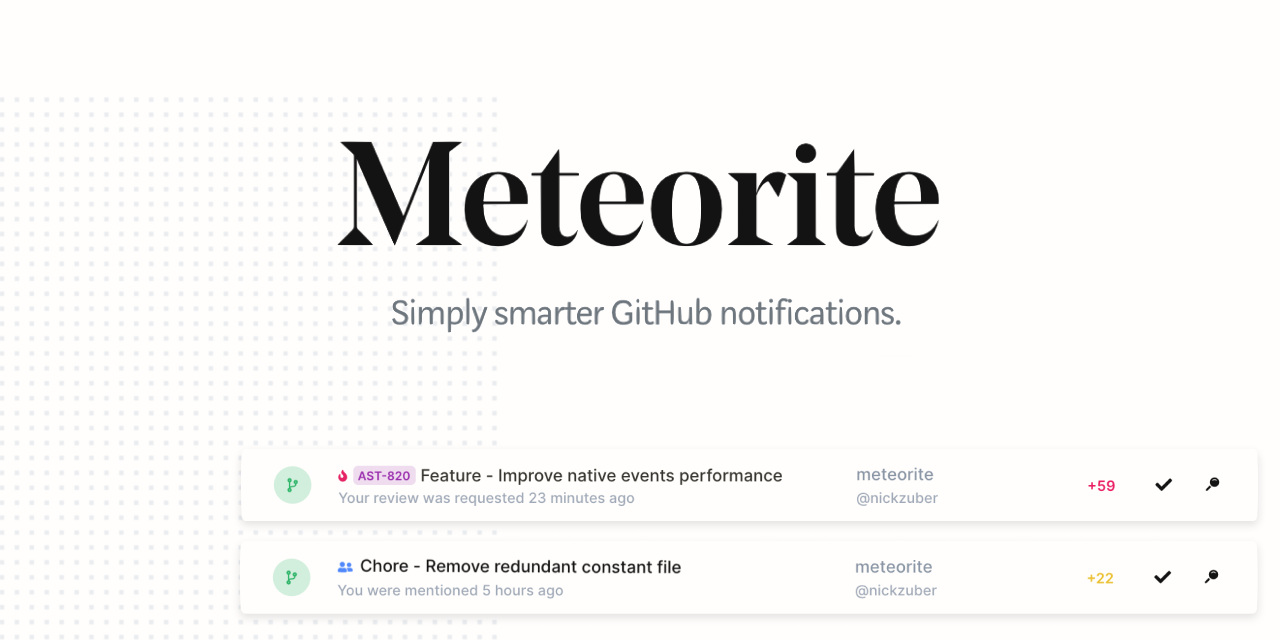 Meteorite
Simply smarter GitHub notifications.
AST-820 Feature - Improve native events performance
Your review was requested 23 minutes ago
meteorite
@nickzuber
+59
Chore - Remove redundant constant file
You were mentioned 5 hours ago
meteorite
@nickzuber
+22